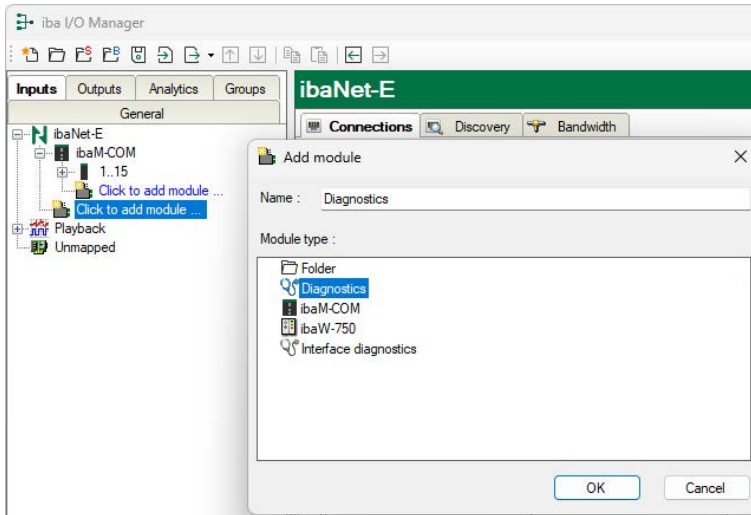 iba I/O Manager
Inputs Outputs Analytics Groups
General
ibaNet-E
ibaM-COM
1..15
Click to add module ...
Click to add module ...
Playback
Unmapped
ibaNet-E
Connections Discovery Bandwidth
Add module
Name : Diagnostics
Module type :
Folder
Diagnostics
ibaM-COM
ibaW-750
Interface diagnostics
OK Cancel